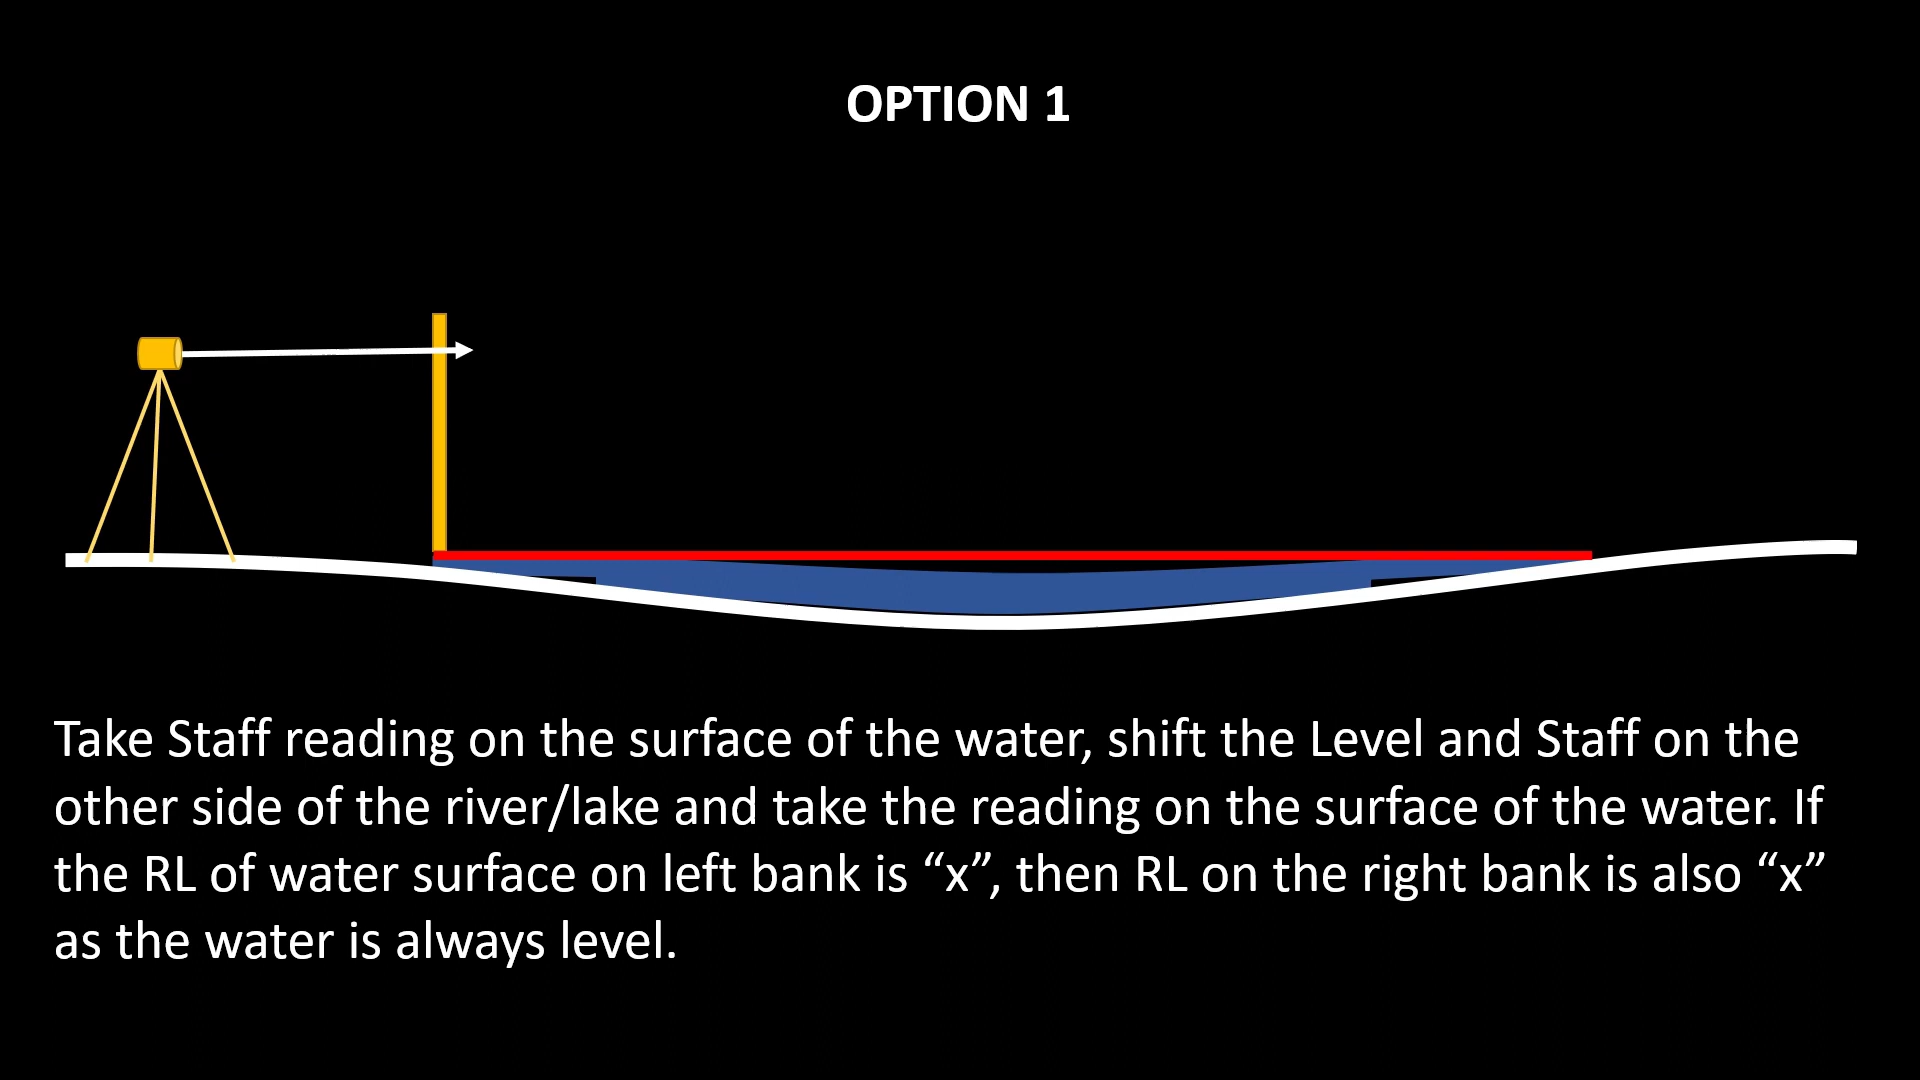 OPTION 1
Take Staff reading on the surface of the water, shift the Level and Staff on the
other side of the river/lake and take the reading on the surface of the water. If
the RL of water surface on left bank is “x”, then RL on the right bank is also “x”
as the water is always level.